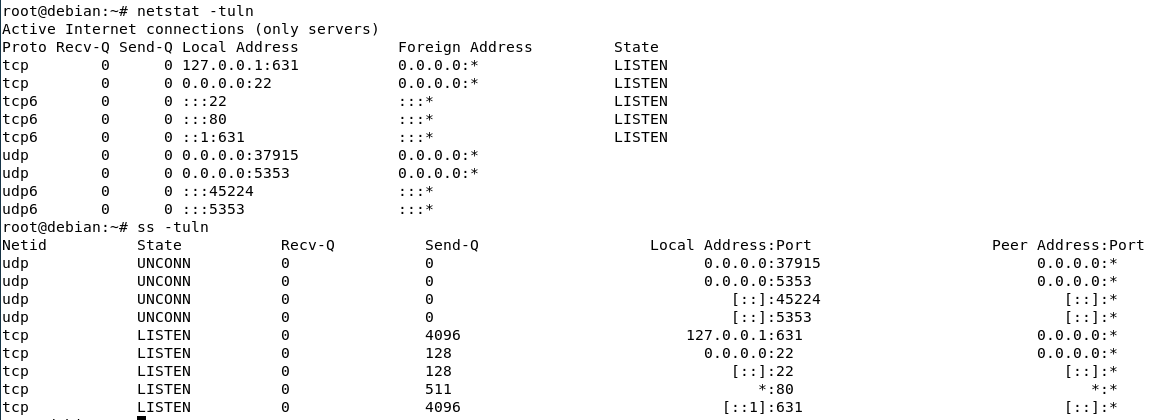 root@debian:~# netstat -tuln
Active Internet connections (only servers)
Proto Recv-Q Send-Q Local Address           Foreign Address         State
tcp        0      0 127.0.0.1:631           0.0.0.0:*               LISTEN
tcp        0      0 0.0.0.0:22              0.0.0.0:*               LISTEN
tcp6       0      0 :::22                   :::*                    LISTEN
tcp6       0      0 :::80                   :::*                    LISTEN
tcp6       0      0 ::1:631                 :::*                    LISTEN
udp        0      0 0.0.0.0:37915           0.0.0.0:*
udp        0      0 0.0.0.0:5353            0.0.0.0:*
udp6       0      0 :::45224                :::*
udp6       0      0 :::5353                 :::*
root@debian:~# ss -tuln
Netid          State           Recv-Q          Send-Q                   Local Address:Port                    Peer Address:Port
udp            UNCONN          0               0                              0.0.0.0:37915                        0.0.0.0:*
udp            UNCONN          0               0                              0.0.0.0:5353                         0.0.0.0:*
udp            UNCONN          0               0                                 [::]:45224                           [::]:*
udp            UNCONN          0               0                                 [::]:5353                            [::]:*
tcp            LISTEN          0               4096                         127.0.0.1:631                          0.0.0.0:*
tcp            LISTEN          0               128                            0.0.0.0:22                           0.0.0.0:*
tcp            LISTEN          0               128                               [::]:22                              [::]:*
tcp            LISTEN          0               511                                  *:80                                 *:*
tcp            LISTEN          0               4096                             [::1]:631                             [::]:*